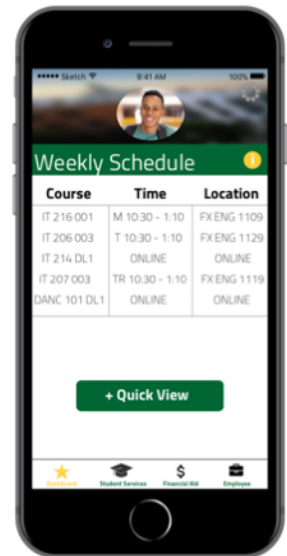 Sketch 9:41 AM 100%
Weekly Schedule i
Course Time Location
IT 216 001 M 10:30 - 1:10 FX ENG 1109
IT 206 003 T 10:30 - 1:10 FX ENG 1129
IT 214 DL1 ONLINE ONLINE
IT 207 003 TR 10:30 - 1:10 FX ENG 1119
DANC 101 DL1 ONLINE ONLINE
+ Quick View
Dashboard Student Services Financial Aid Employee